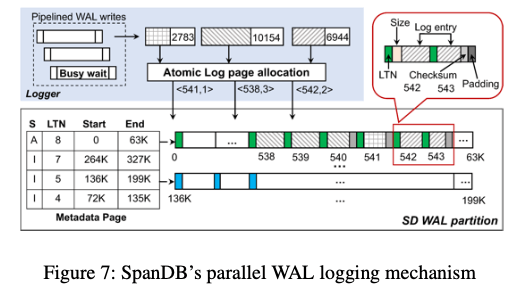 Pipelined WAL writes
2783
10154
6944
Busy wait
Logger
Atomic Log page allocation
<541,1>
<538,3>
<542,2>
Size
Log entry
LTN
Checksum
542
543
Padding
S LTN Start End
A 8 0 63K
I 7 264K 327K
I 5 136K 199K
I 4 72K 135K
Metadata Page
...
...
0
538
539
540
541
542
543
63K
...
...
136K
...
199K
SD WAL partition
Figure 7: SpanDB's parallel WAL logging mechanism